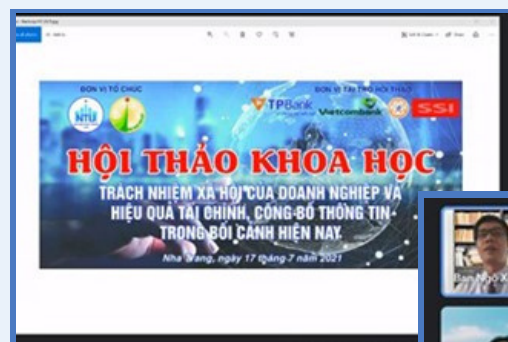 ĐƠN VỊ TỔ CHỨC
ĐƠN VỊ TÀI TRỢ HỘI THẢO
NTU
TPBank
Vietcombank
SSI
HỘI THẢO KHOA HỌC
TRÁCH NHIỆM XÃ HỘI CỦA DOANH NGHIỆP VÀ
HIỆU QUẢ TÀI CHÍNH, CÔNG BỐ THÔNG TIN
TRONG BỐI CẢNH HIỆN NAY
Nha Trang, ngày 17 tháng 7 năm 2021